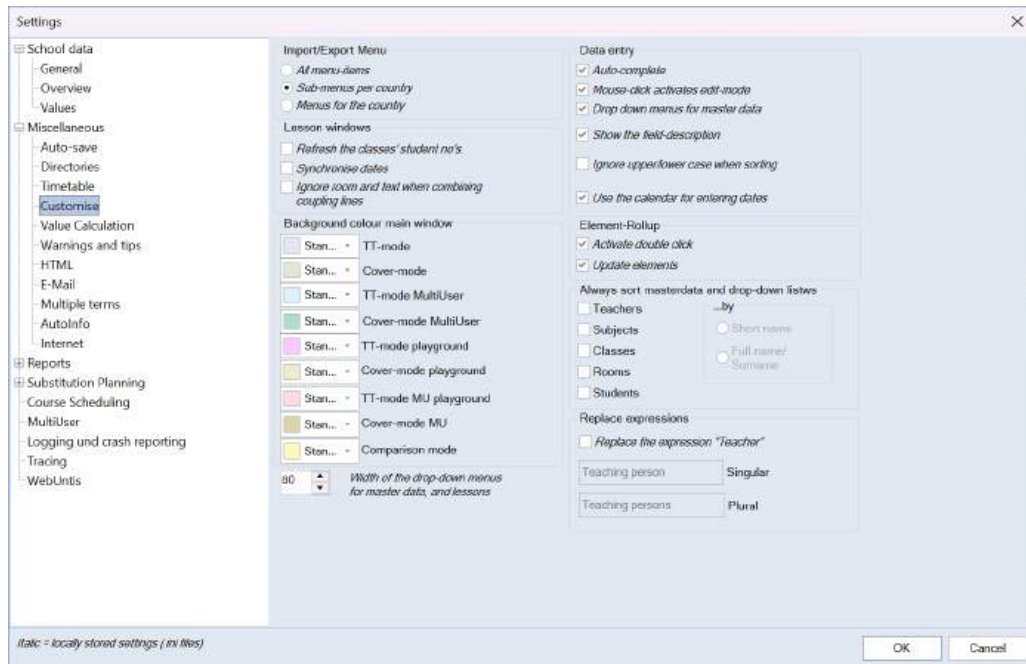 Settings
School data
General
Overview
Values
Miscellaneous
Auto-save
Directories
Timetable
Customise
Value Calculation
Warnings and tips
HTML
E-Mail
Multiple terms
AutoInfo
Internet
Reports
Substitution Planning
Course Scheduling
MultiUser
Logging und crash reporting
Tracing
WebUntis
Import/Export Menu
All menu-items
Sub-menus per country
Menus for the country
Lesson windows
Refresh the classes' student no's.
Synchronise dates
Ignore room and text when combining
coupling lines
Background colour main window
Stan... TT-mode
Stan... Cover-mode
Stan... TT-mode MultiUser
Stan... Cover-mode MultiUser
Stan... TT-mode playground
Stan... Cover-mode playground
Stan... TT-mode MU playground
Stan... Cover-mode MU
Stan... Comparison mode
80 Width of the drop-down menus
for master data, and lessons
Data entry
Auto-complete
Mouse-click activates edit-mode
Drop down menus for master data
Show the field-description
Ignore upper/lower case when sorting
Use the calendar for entering dates
Element-Rollup
Activate double click
Update elements
Always sort masterdata and drop-down listws
Teachers
Subjects
Classes
Rooms
Students
...by
Short name
Full name/
Surname
Replace expressions
Replace the expression "Teacher"
Teaching person Singular
Teaching persons Plural
Italic = locally stored settings (ini files)
OK Cancel